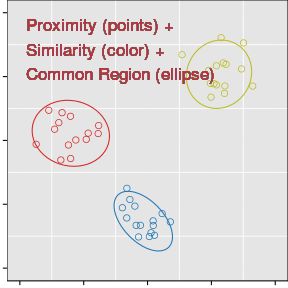 Proximity (points) +
Similarity (color) +
Common Region (ellipse)